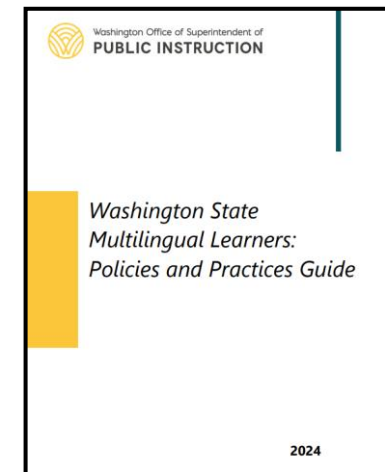 Washington Office of Superintendent of
PUBLIC INSTRUCTION
Washington State
Multilingual Learners:
Policies and Practices Guide
2024